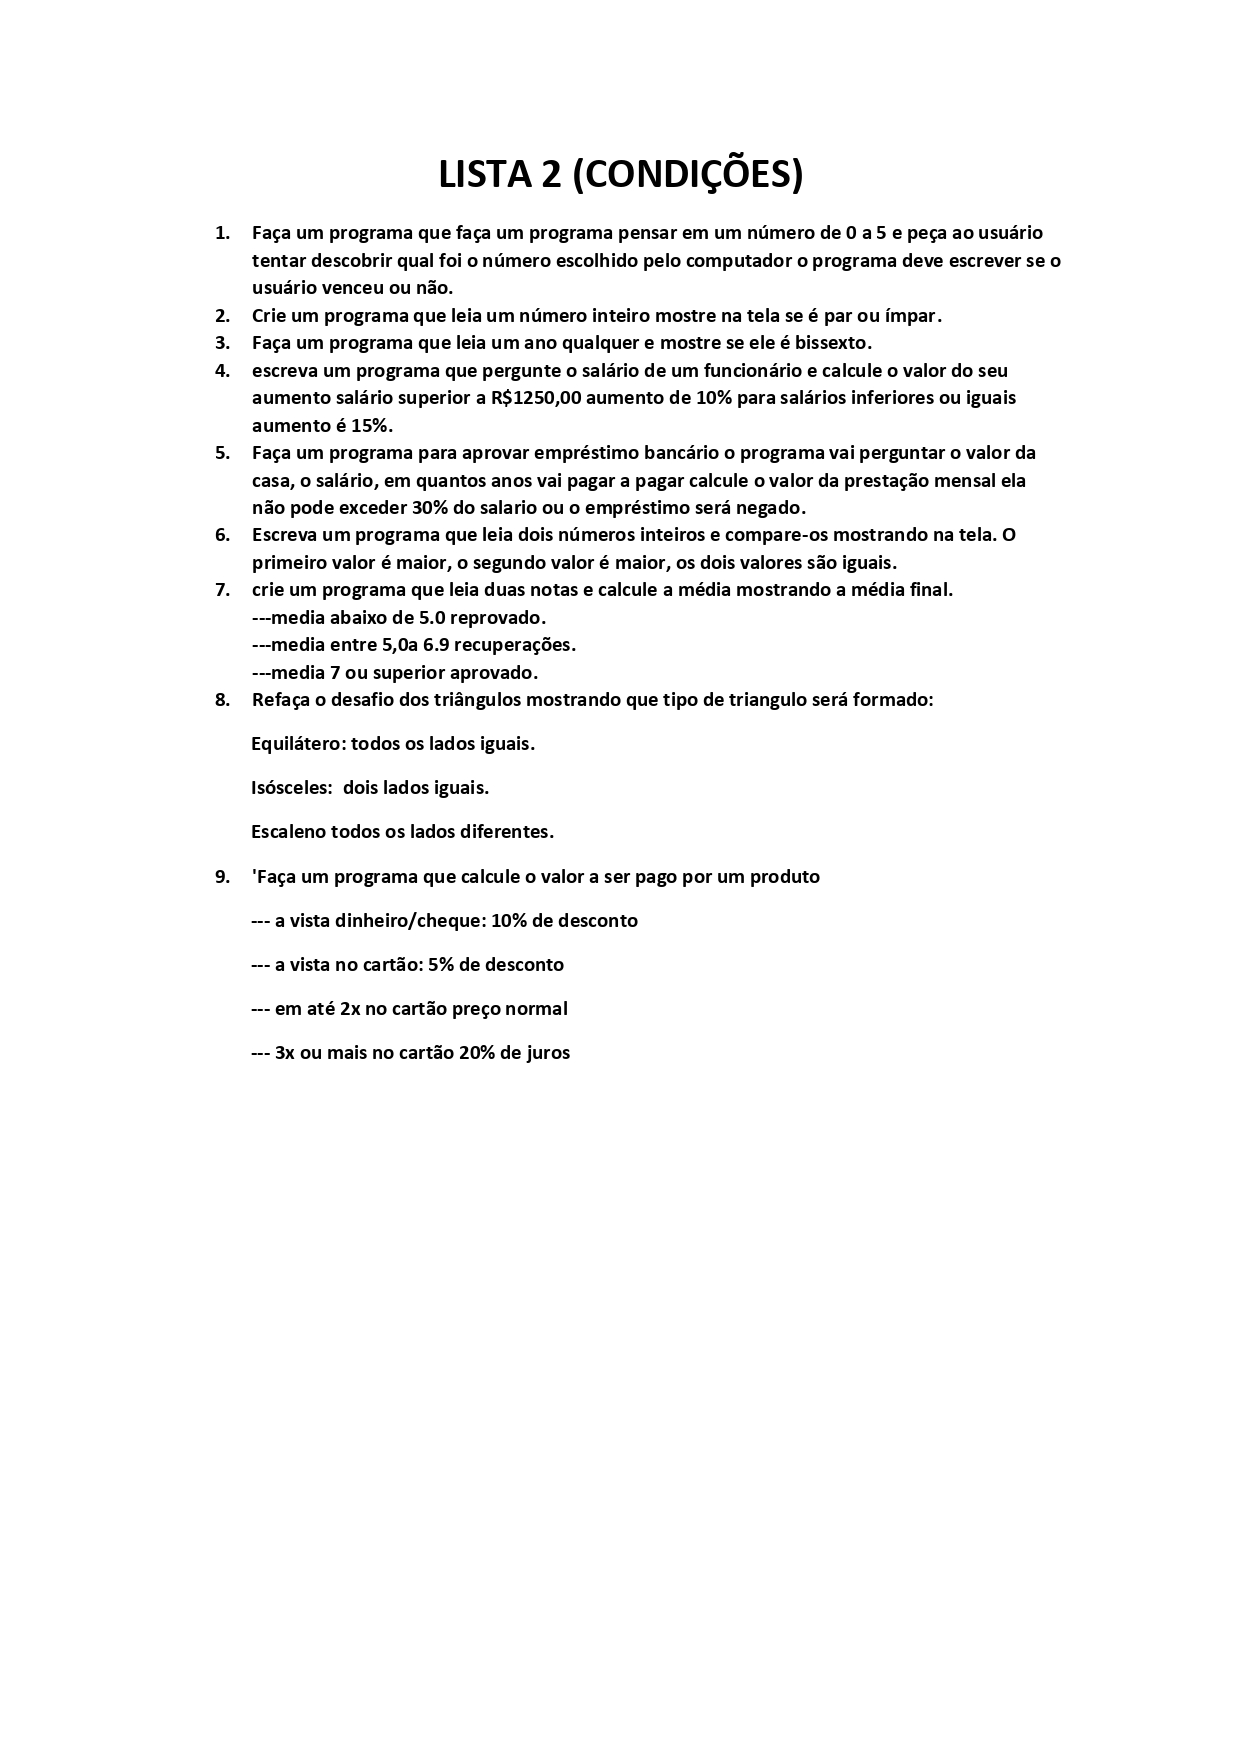 LISTA 2 (CONDIÇÕES)
1. Faça um programa que faça um programa pensar em um número de 0 a 5 e peça ao usuário
tentar descobrir qual foi o número escolhido pelo computador o programa deve escrever se o
usuário venceu ou não.
2. Crie um programa que leia um número inteiro mostre na tela se é par ou ímpar.
3. Faça um programa que leia um ano qualquer e mostre se ele é bissexto.
4. escreva um programa que pergunte o salário de um funcionário e calcule o valor do seu
aumento salário superior a R$1250,00 aumento de 10% para salários inferiores ou iguais
aumento é 15%.
5. Faça um programa para aprovar empréstimo bancário o programa vai perguntar o valor da
casa, o salário, em quantos anos vai pagar a pagar calcule o valor da prestação mensal ela
não pode exceder 30% do salario ou o empréstimo será negado.
6. Escreva um programa que leia dois números inteiros e compare-os mostrando na tela. O
primeiro valor é maior, o segundo valor é maior, os dois valores são iguais.
7. crie um programa que leia duas notas e calcule a média mostrando a média final.
---media abaixo de 5.0 reprovado.
---media entre 5,0a 6.9 recuperações.
---media 7 ou superior aprovado.
8. Refaça o desafio dos triângulos mostrando que tipo de triangulo será formado:
Equilátero: todos os lados iguais.
Isósceles:  dois lados iguais.
Escaleno todos os lados diferentes.
9. 'Faça um programa que calcule o valor a ser pago por um produto
--- a vista dinheiro/cheque: 10% de desconto
--- a vista no cartão: 5% de desconto
--- em até 2x no cartão preço normal
--- 3x ou mais no cartão 20% de juros